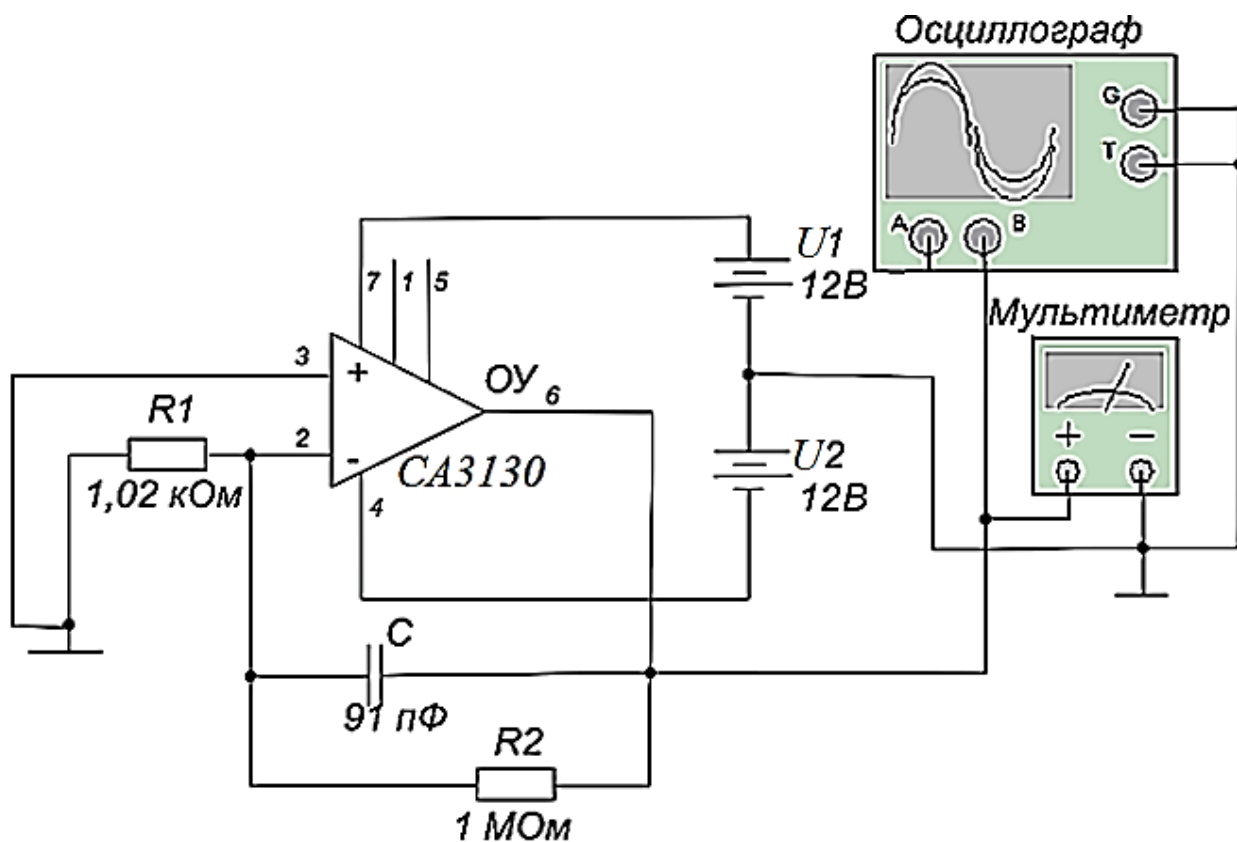 Осциллограф
G
T
A
B
U1
12В
7
1
5
Мультиметр
3
+
ОУ 6
R1
2
-
CA3130
U2
12В
+ −
1,02 кОм
4
C
91 пФ
R2
1 МОм